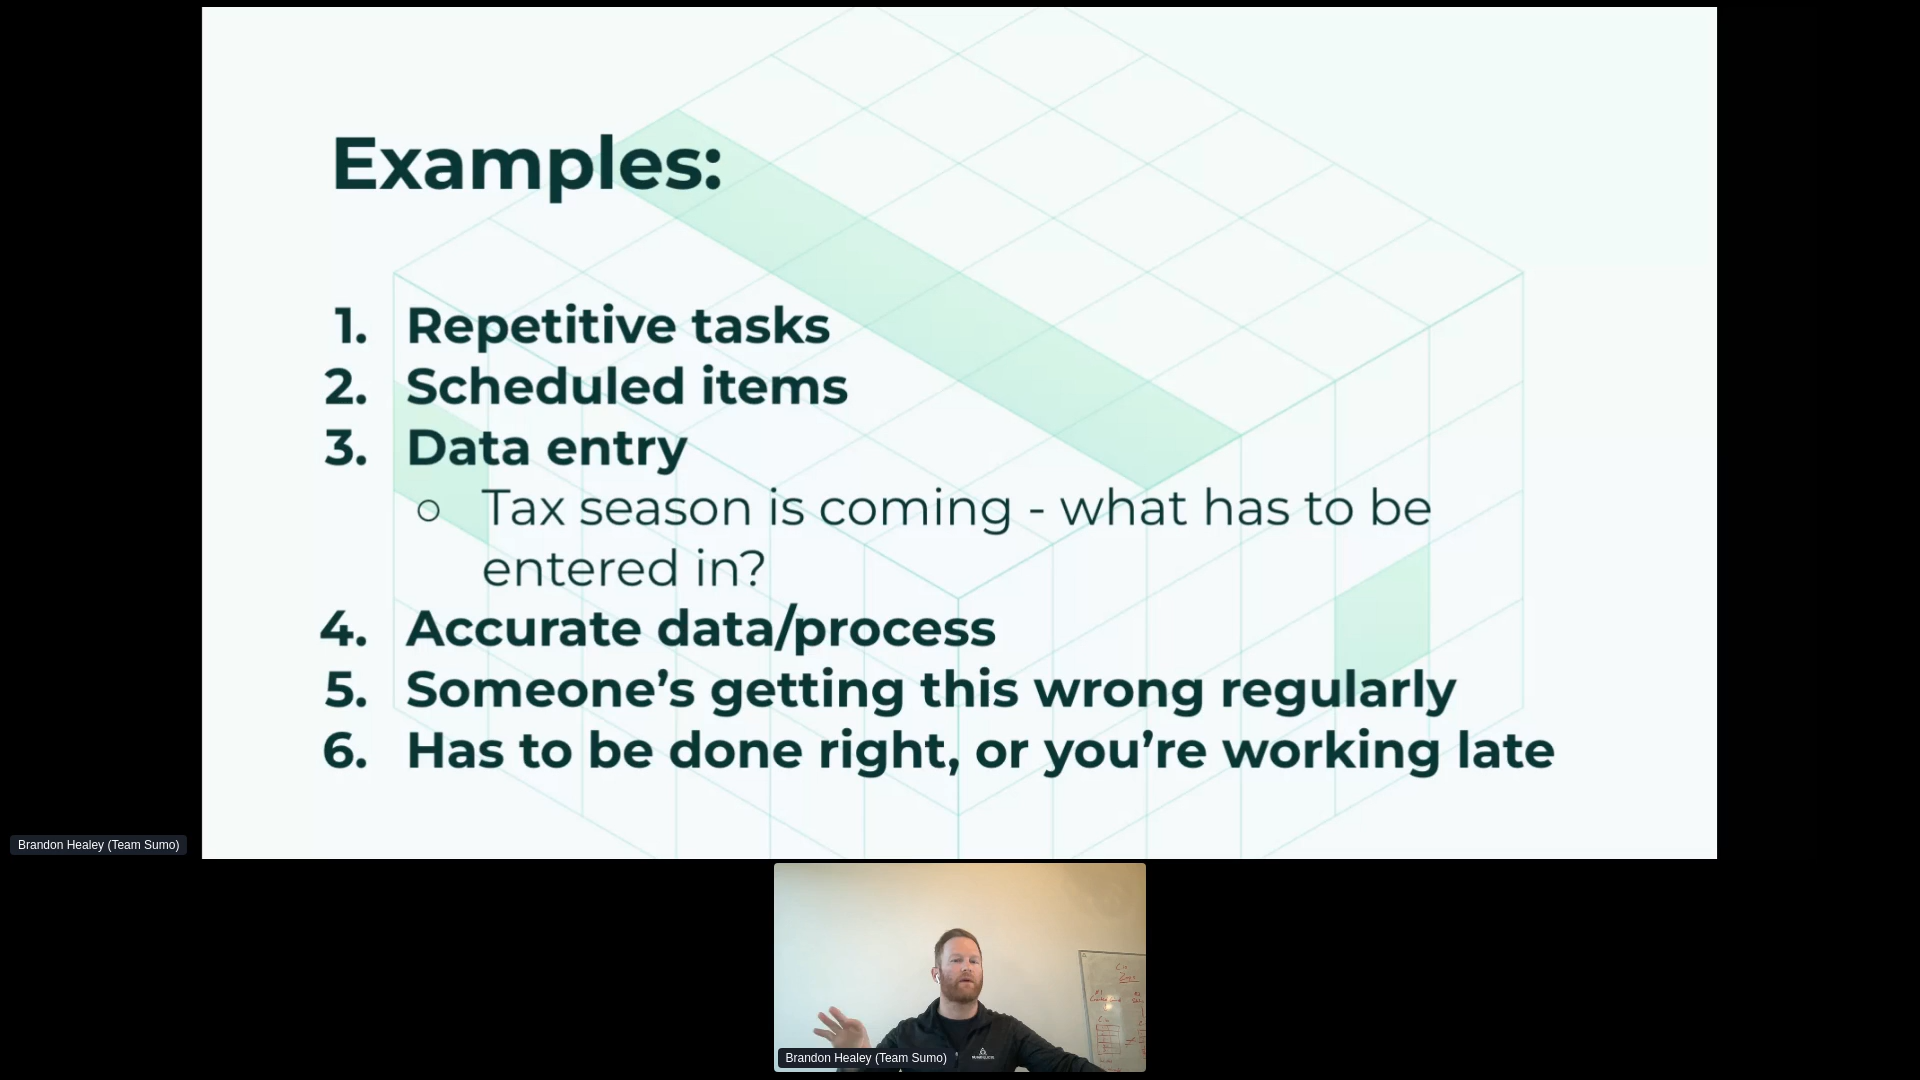 Examples:
1. Repetitive tasks
2. Scheduled items
3. Data entry
○ Tax season is coming - what has to be
entered in?
4. Accurate data/process
5. Someone’s getting this wrong regularly
6. Has to be done right, or you’re working late
Brandon Healey (Team Sumo)
Brandon Healey (Team Sumo)